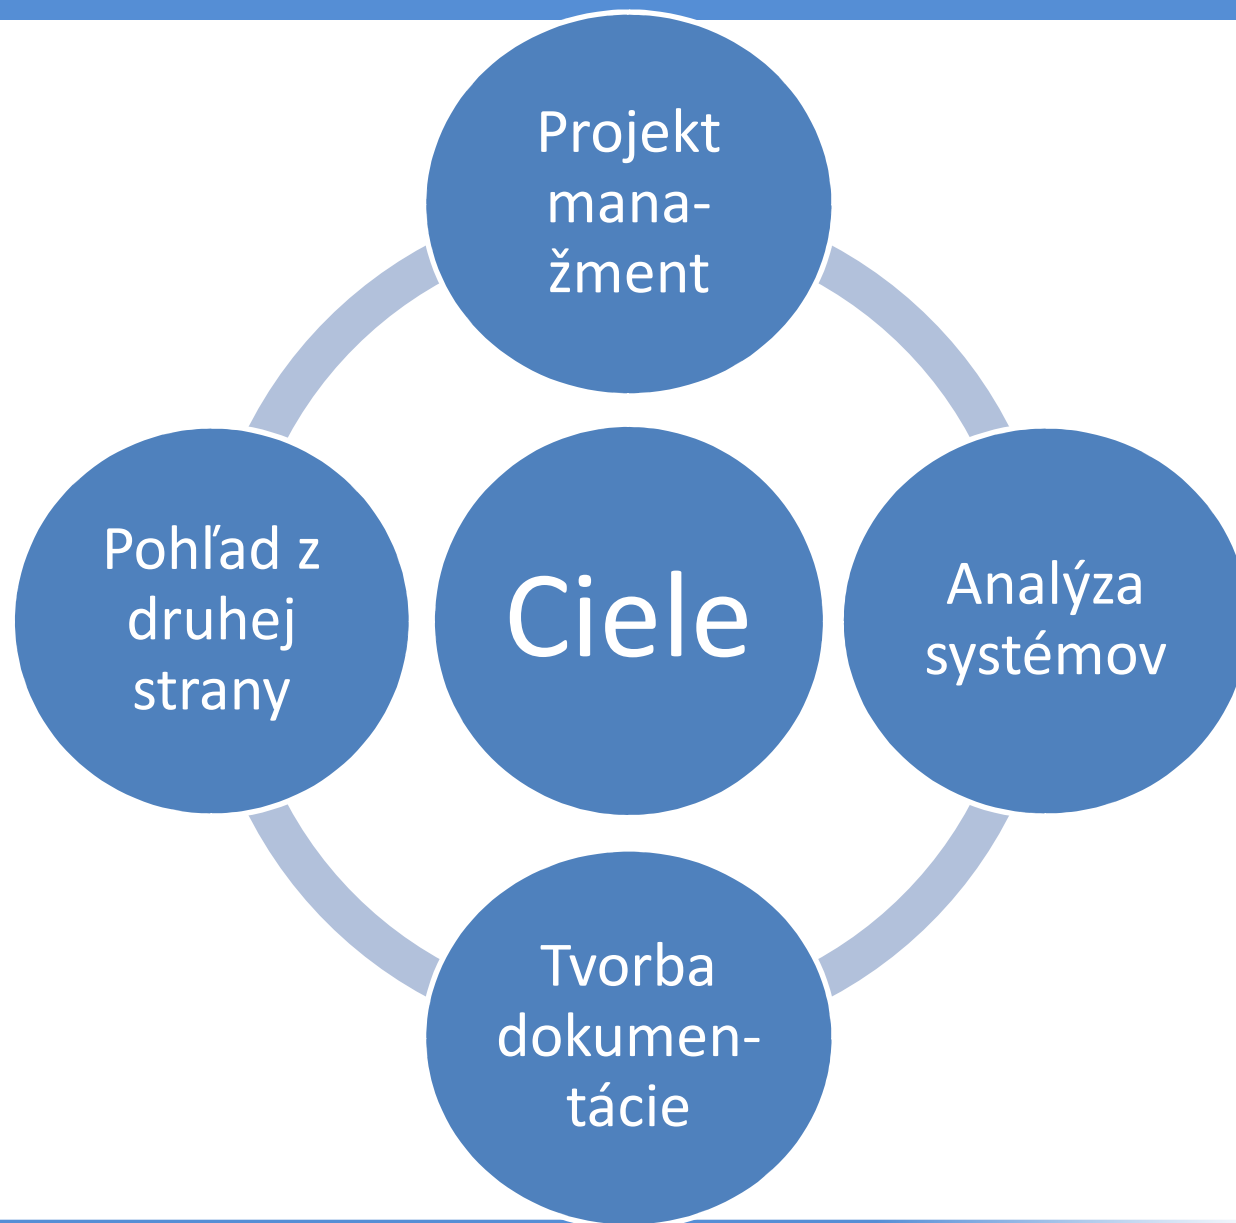 Projekt
mana-
žment
Pohľad z
druhej
strany
Ciele
Analýza
systémov
Tvorba
dokumen-
tácie